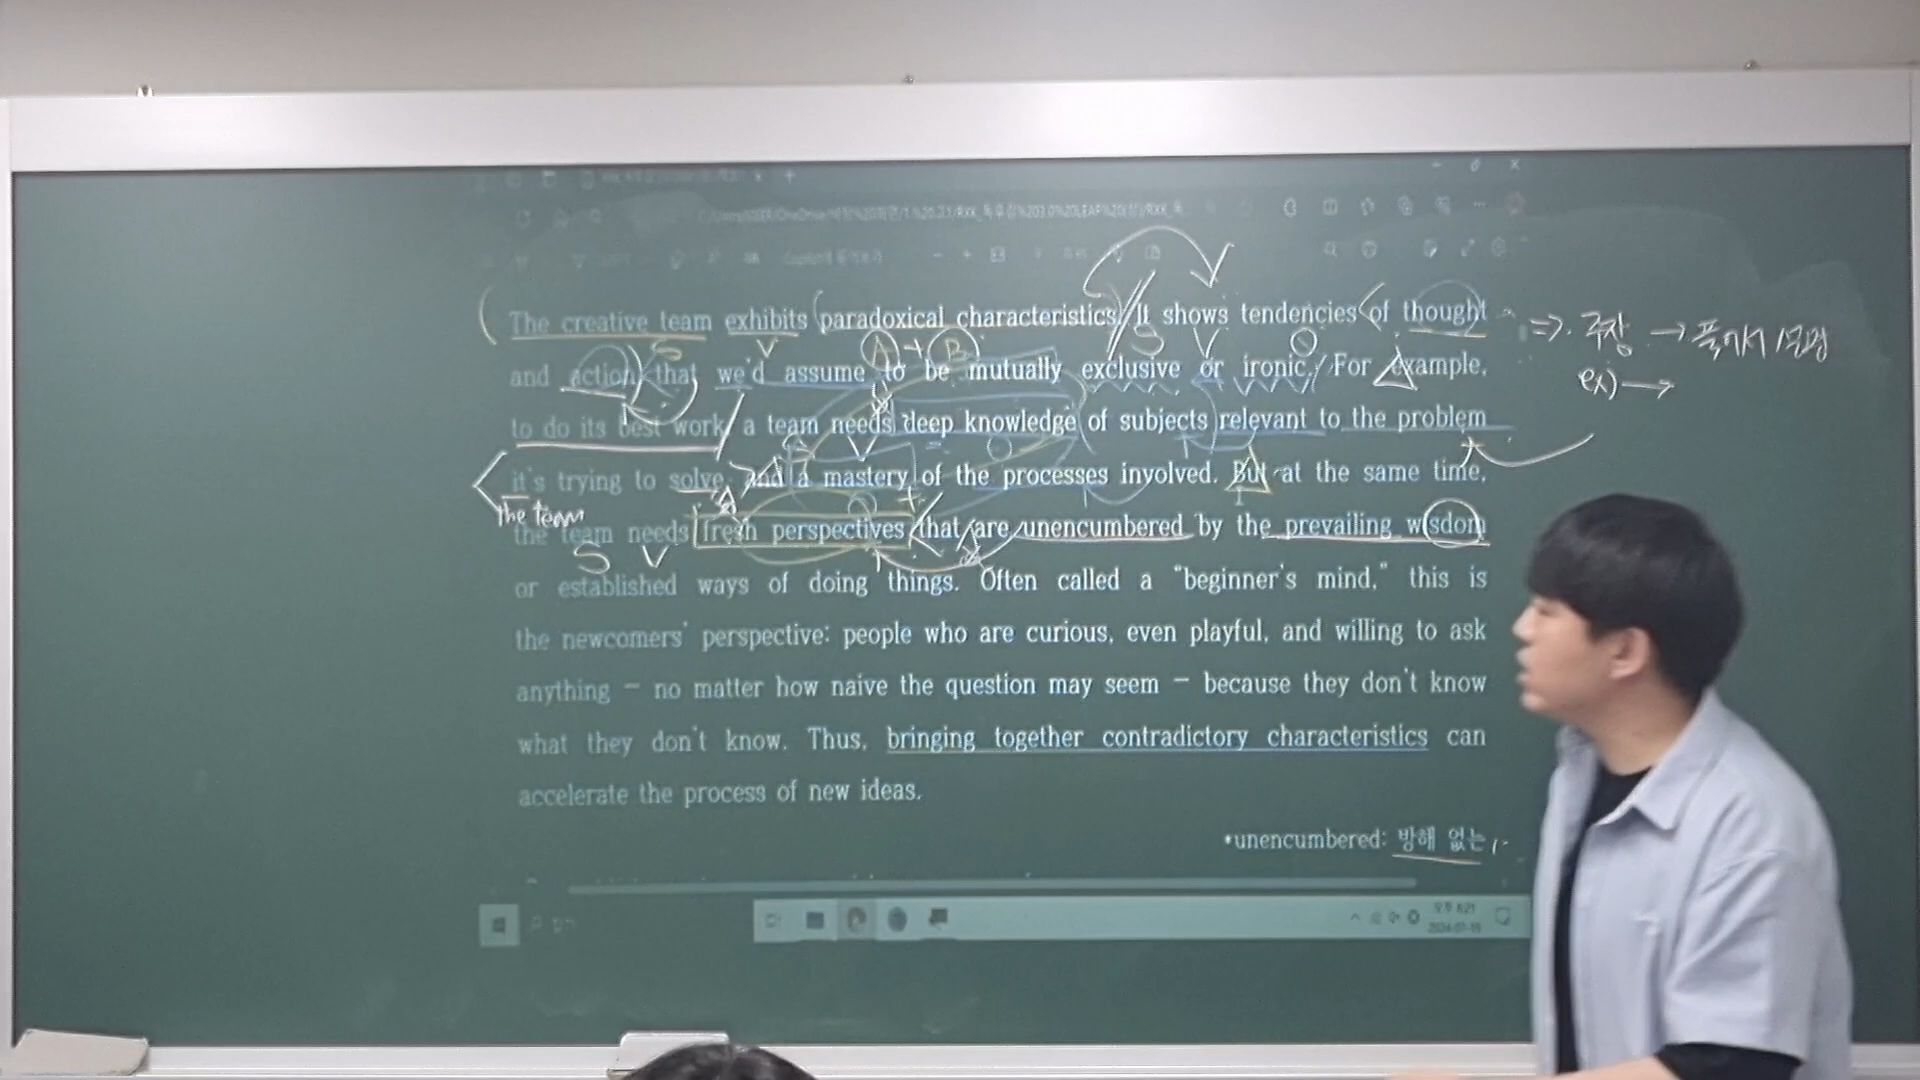 The creative team exhibits paradoxical characteristics. It shows tendencies of thought
and action that we'd assume to be mutually exclusive or ironic. For example,
to do its best work, a team needs deep knowledge of subjects relevant to the problem
it's trying to solve, and a mastery of the processes involved. But at the same time,
the team needs fresh perspectives that are unencumbered by the prevailing wisdom
or established ways of doing things. Often called a "beginner's mind," this is
the newcomers' perspective: people who are curious, even playful, and willing to ask
anything — no matter how naive the question may seem — because they don't know
what they don't know. Thus, bringing together contradictory characteristics can
accelerate the process of new ideas.
*unencumbered: 방해 없는
S V A + B S V O
the team
S V
⇒ 주장 →
ex) →